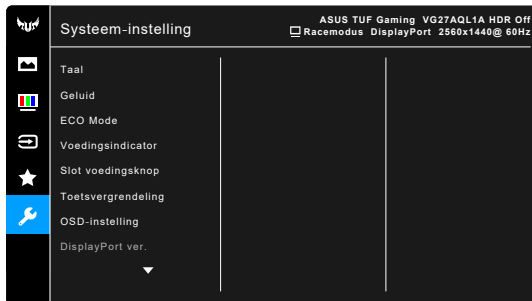 Systeem-instelling
ASUS TUF Gaming VG27AQL1A HDR Off
Racemodus DisplayPort 2560x1440@ 60Hz
Taal
Geluid
ECO Mode
Voedingsindicator
Slot voedingsknop
Toetsvergrendeling
OSD-instelling
DisplayPort ver.